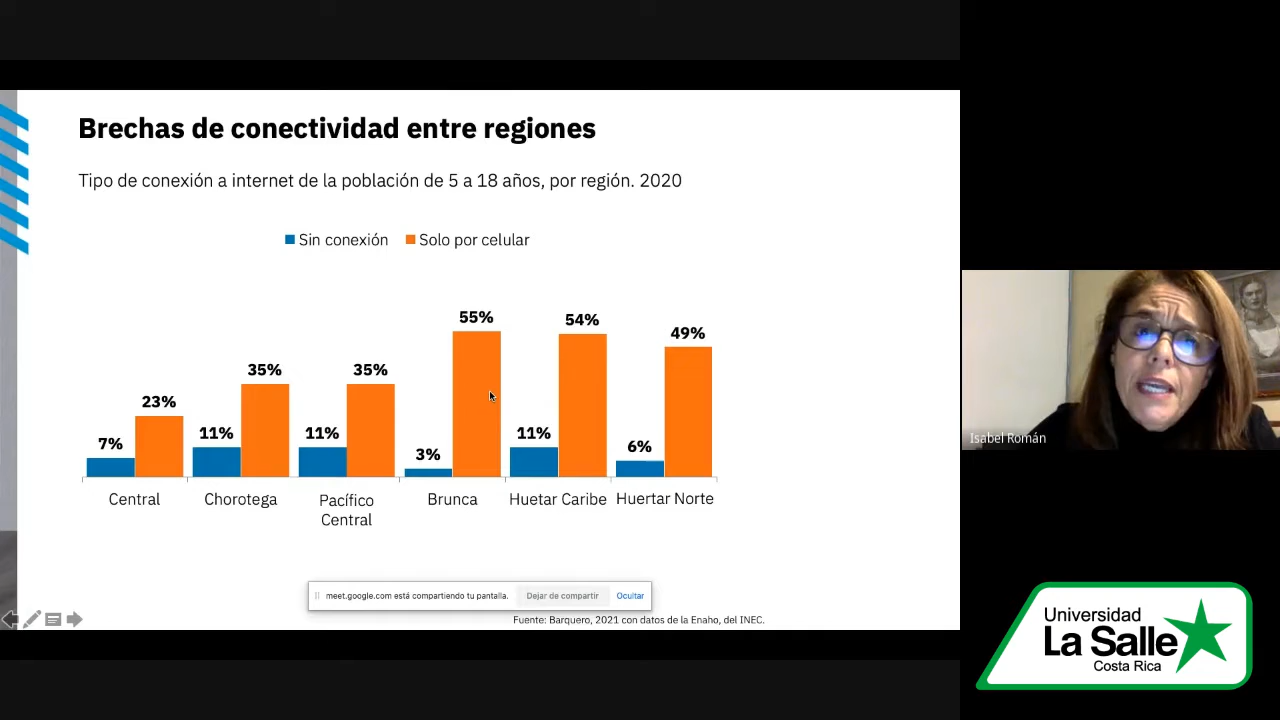 Brechas de conectividad entre regiones
Tipo de conexión a internet de la población de 5 a 18 años, por región. 2020
Sin conexión Solo por celular
7% 23% 11% 35% 11% 35% 3% 55% 11% 54% 6% 49%
Central Chorotega Pacífico Central Brunca Huetar Caribe Huertar Norte
meet.google.com está compartiendo tu pantalla. Dejar de compartir Ocultar
Fuente: Barquero, 2021 con datos de la Enaho, del INEC.
Isabel Román
Universidad
La Salle
Costa Rica